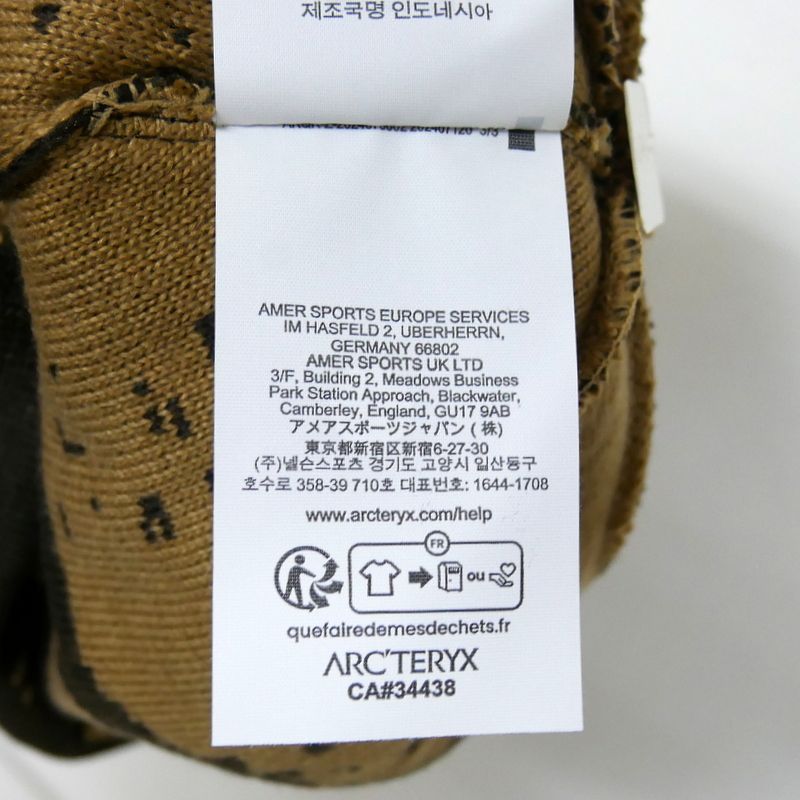 제조국명 인도네시아
AMER SPORTS EUROPE SERVICES
IM HASFELD 2, UBERHERRN,
GERMANY 66802
AMER SPORTS UK LTD
3/F, Building 2, Meadows Business
Park Station Approach, Blackwater,
Camberley, England, GU17 9AB
アメアスポーツジャパン (株)
東京都新宿区新宿6-27-30
(주)넬슨스포츠 경기도 고양시 일산동구
호수로 358-39 710호 대표번호: 1644-1708
www.arcteryx.com/help
FR
ou
quefairedemesdechets.fr
ARC'TERYX
CA#34438